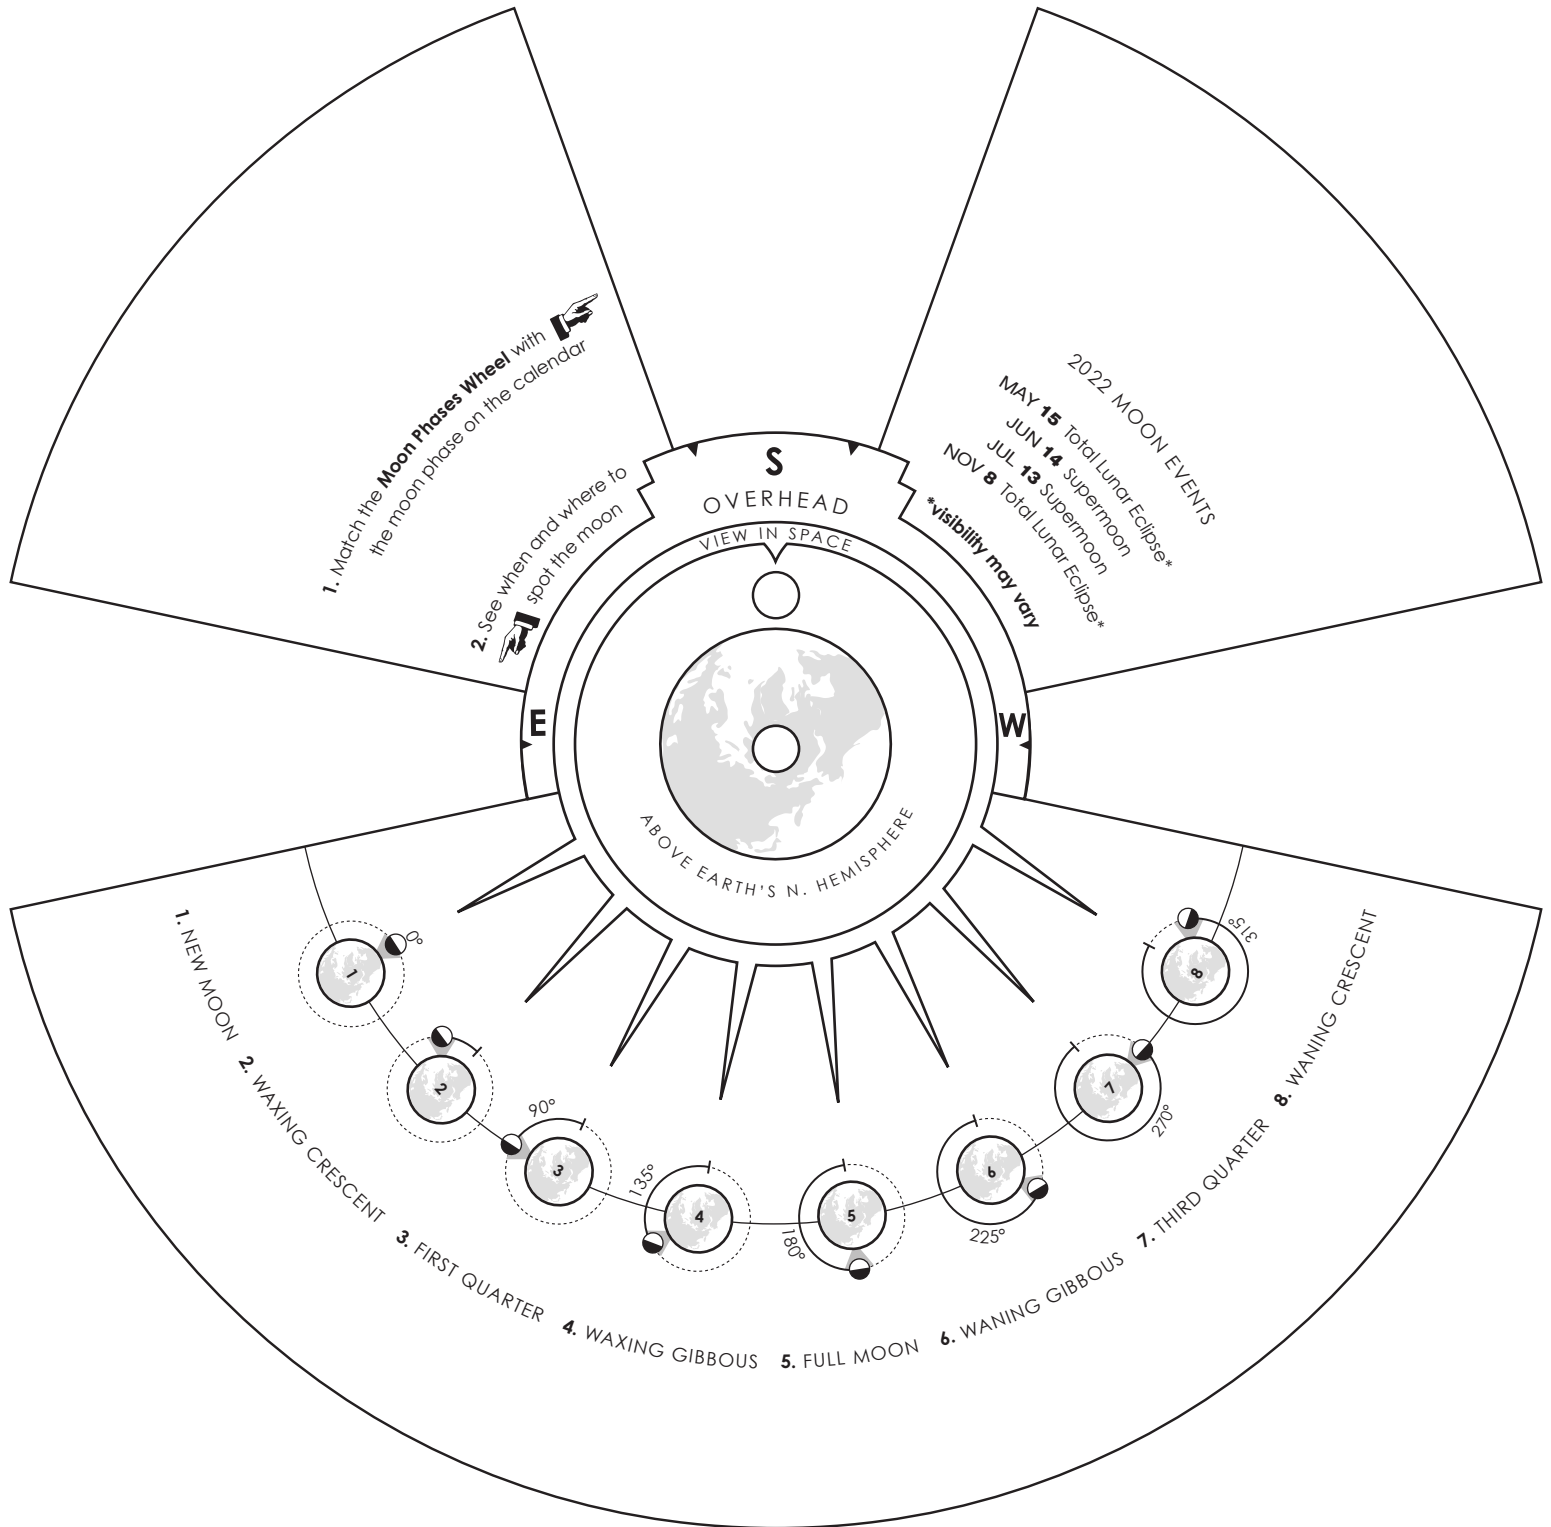 1. Match the Moon Phases Wheel with
the moon phase on the calendar
2. See when and where to
spot the moon
2022 MOON EVENTS
MAY 15 Total Lunar Eclipse*
JUN 14 Supermoon
JUL 13 Supermoon
NOV 8 Total Lunar Eclipse*
*visibility may vary
S
OVERHEAD
VIEW IN SPACE
E
W
ABOVE EARTH'S N. HEMISPHERE
1
0°
2
3
90°
4
135°
5
180°
6
225°
7
270°
8
315°
1. NEW MOON 2. WAXING CRESCENT 3. FIRST QUARTER 4. WAXING GIBBOUS 5. FULL MOON 6. WANING GIBBOUS 7. THIRD QUARTER 8. WANING CRESCENT